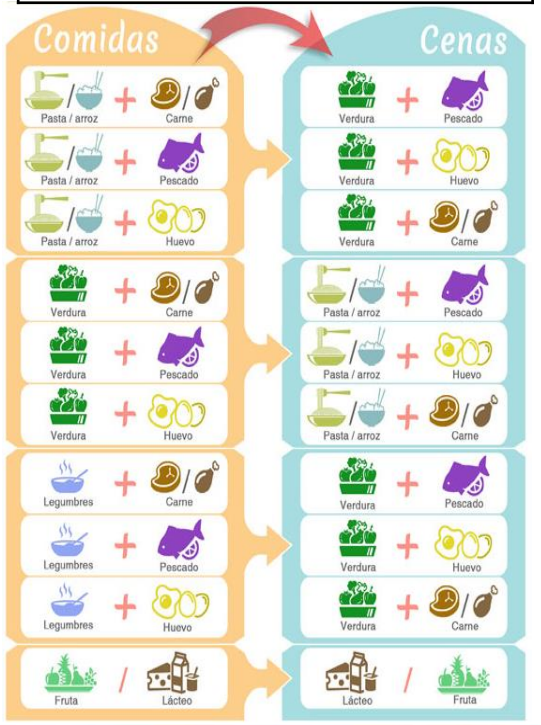 Comidas
Cenas
Pasta / arroz + Carne
Verdura + Pescado
Pasta / arroz + Pescado
Verdura + Huevo
Pasta / arroz + Huevo
Verdura + Carne
Verdura + Carne
Pasta / arroz + Pescado
Verdura + Pescado
Pasta / arroz + Huevo
Verdura + Huevo
Pasta / arroz + Carne
Legumbres + Carne
Verdura + Pescado
Legumbres + Pescado
Verdura + Huevo
Legumbres + Huevo
Verdura + Carne
Fruta / Lácteo
Lácteo / Fruta